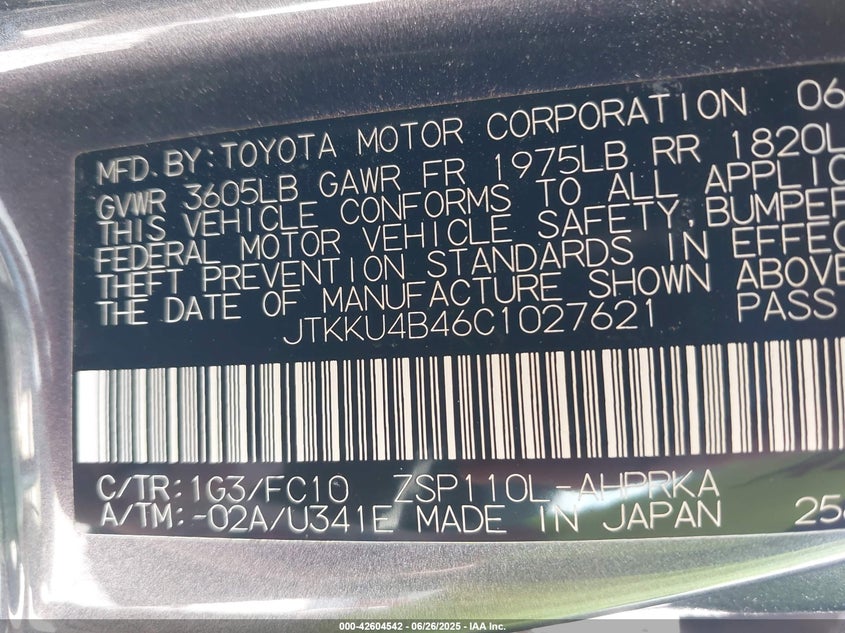 MFD.BY:TOYOTA MOTOR CORPORATION 06
GVWR 3605LB GAWR FR 1975LB RR 1820L
THIS VEHICLE CONFORMS TO ALL APPLIC
FEDERAL MOTOR VEHICLE SAFETY,BUMPER
THEFT PREVENTION STANDARDS IN EFFEC
THE DATE OF MANUFACTURE SHOWN ABOVE
JTKKU4B46C1027621 PASS
C/TR:1G3/FC10 ZSP110L-AHPRKA
A/TM:-02A/U341E MADE IN JAPAN 25
000-42604542 - 06/26/2025 - IAA Inc.